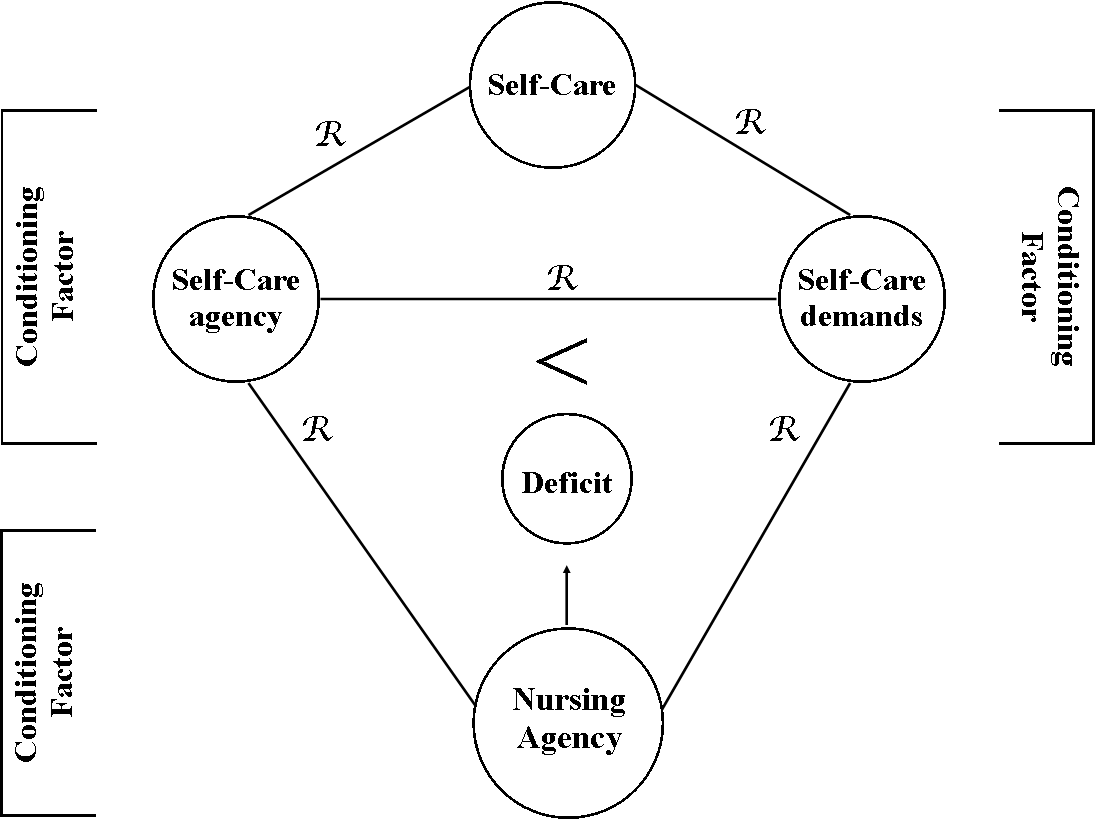 Self-Care
ℛ
ℛ
Conditioning
Factor
Self-Care
agency
ℛ
Self-Care
demands
Conditioning
Factor
<
ℛ
ℛ
Deficit
Conditioning
Factor
Nursing
Agency